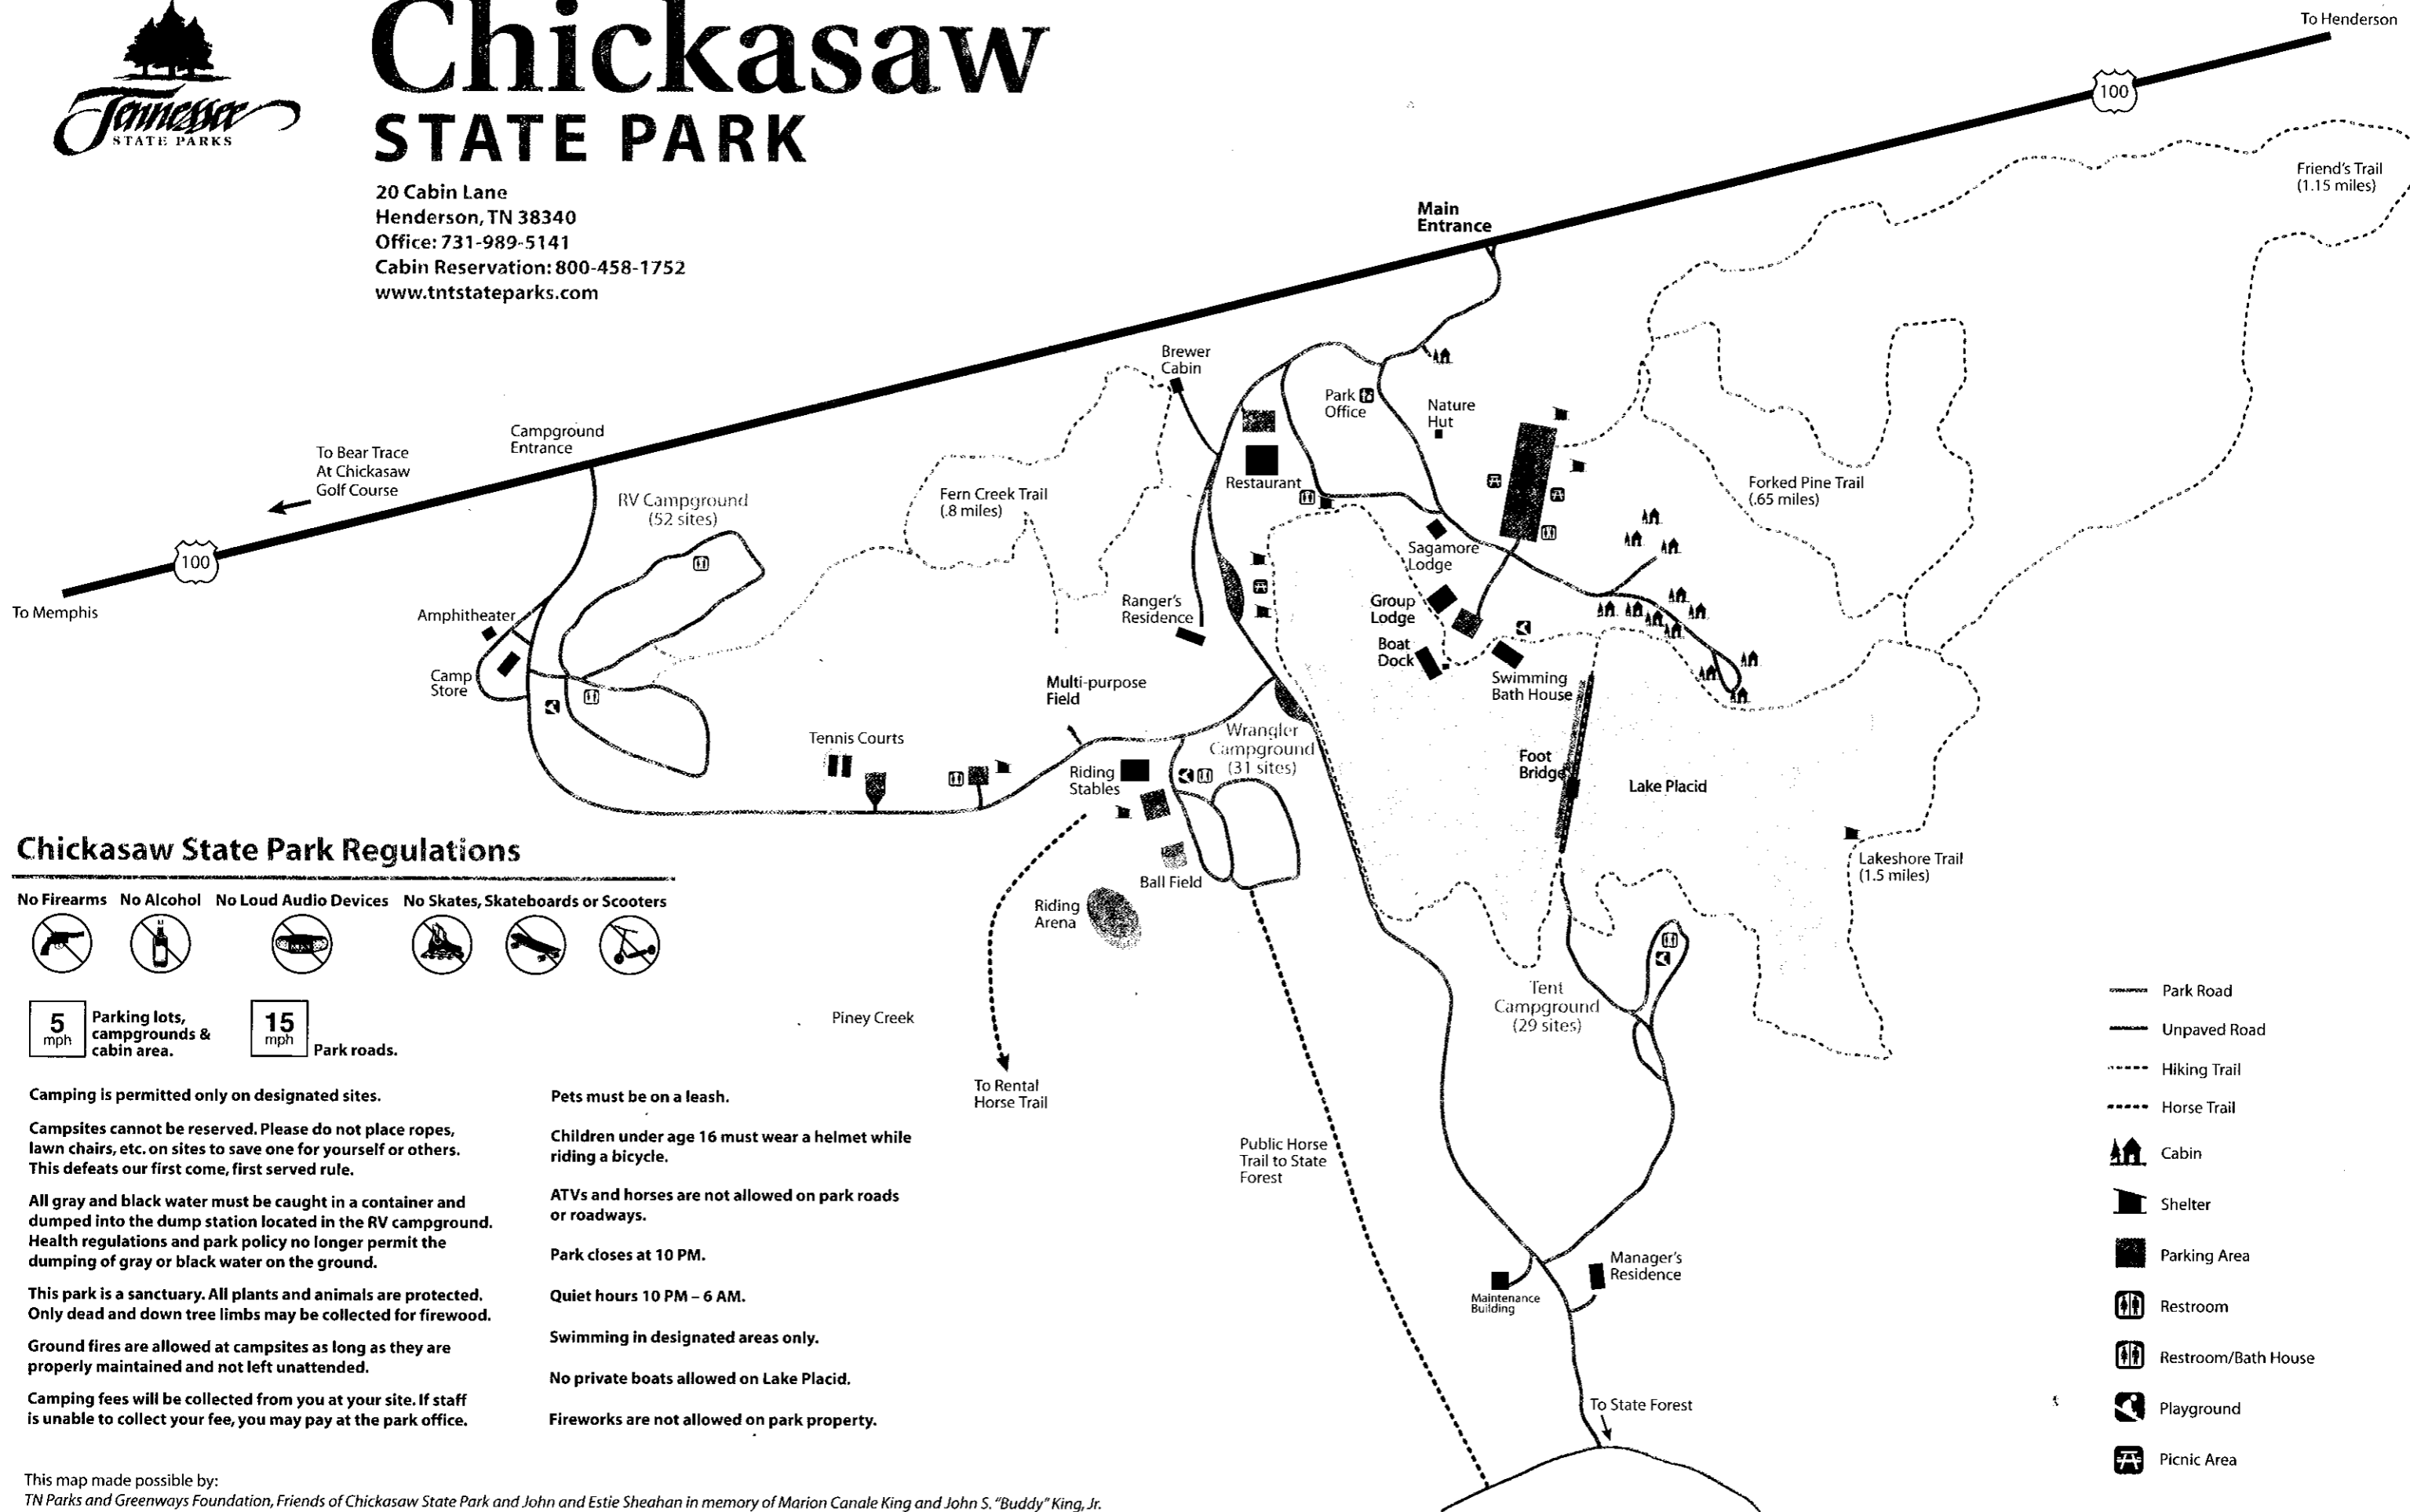 Tennessee
STATE PARKS
Chickasaw
STATE PARK
20 Cabin Lane
Henderson, TN 38340
Office: 731-989-5141
Cabin Reservation: 800-458-1752
www.tntstateparks.com
To Henderson
100
Friend's Trail
(1.15 miles)
Main
Entrance
Brewer
Cabin
Park
Office
Nature
Hut
Campground
Entrance
To Bear Trace
At Chickasaw
Golf Course
RV Campground
(52 sites)
Fern Creek Trail
(.8 miles)
Restaurant
Forked Pine Trail
(.65 miles)
100
To Memphis
Sagamore
Lodge
Amphitheater
Ranger's
Residence
Group
Lodge
Boat
Dock
Camp
Store
Swimming
Bath House
Multi-purpose
Field
Tennis Courts
Wrangler
Campground
(31 sites)
Riding
Stables
Foot
Bridge
Lake Placid
Ball Field
Lakeshore Trail
(1.5 miles)
Riding
Arena
Tent
Campground
(29 sites)
Piney Creek
To Rental
Horse Trail
Public Horse
Trail to State
Forest
Maintenance
Building
Manager's
Residence
To State Forest
Chickasaw State Park Regulations
No Firearms No Alcohol No Loud Audio Devices No Skates, Skateboards or Scooters
5
mph
Parking lots,
campgrounds &
cabin area.
15
mph
Park roads.
Camping is permitted only on designated sites.
Campsites cannot be reserved. Please do not place ropes,
lawn chairs, etc. on sites to save one for yourself or others.
This defeats our first come, first served rule.
All gray and black water must be caught in a container and
dumped into the dump station located in the RV campground.
Health regulations and park policy no longer permit the
dumping of gray or black water on the ground.
This park is a sanctuary. All plants and animals are protected.
Only dead and down tree limbs may be collected for firewood.
Ground fires are allowed at campsites as long as they are
properly maintained and not left unattended.
Camping fees will be collected from you at your site. If staff
is unable to collect your fee, you may pay at the park office.
Pets must be on a leash.
Children under age 16 must wear a helmet while
riding a bicycle.
ATVs and horses are not allowed on park roads
or roadways.
Park closes at 10 PM.
Quiet hours 10 PM – 6 AM.
Swimming in designated areas only.
No private boats allowed on Lake Placid.
Fireworks are not allowed on park property.
Park Road
Unpaved Road
Hiking Trail
Horse Trail
Cabin
Shelter
Parking Area
Restroom
Restroom/Bath House
Playground
Picnic Area
This map made possible by:
TN Parks and Greenways Foundation, Friends of Chickasaw State Park and John and Estie Sheahan in memory of Marion Canale King and John S. "Buddy" King, Jr.